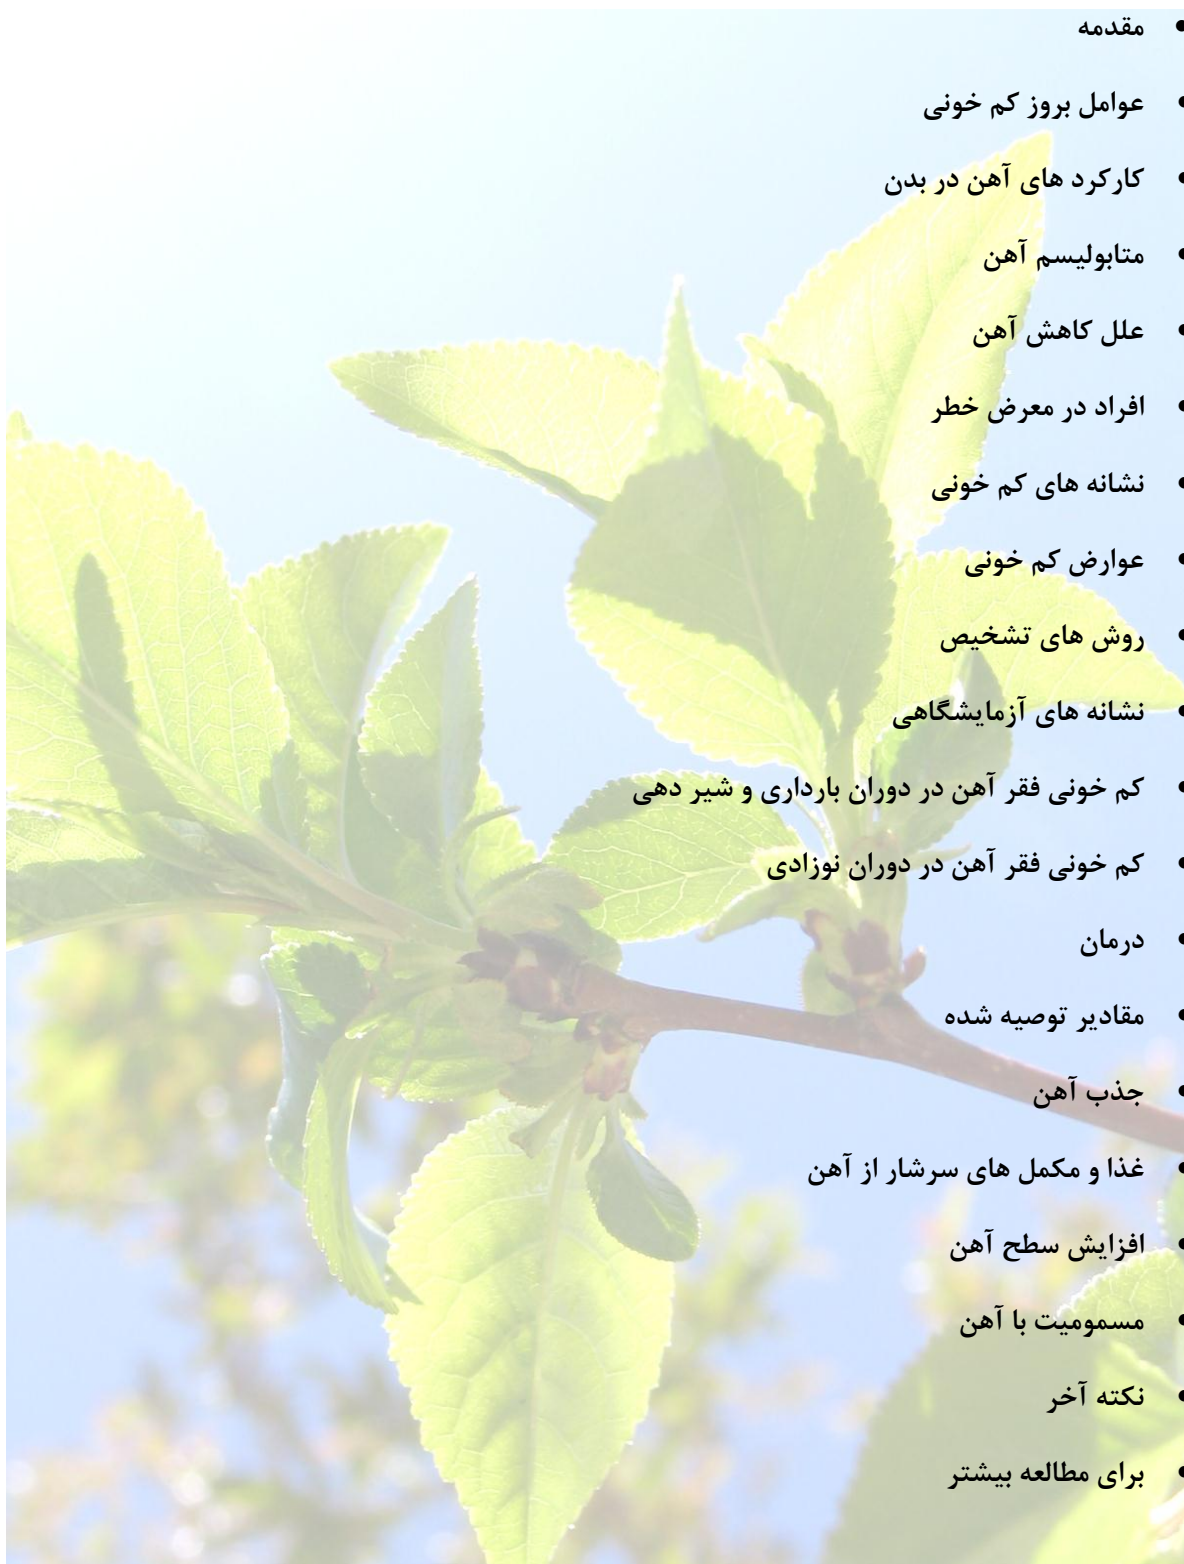 • مقدمه
• عوامل بروز کم خونی
• کارکرد های آهن در بدن
• متابولیسم آهن
• علل کاهش آهن
• افراد در معرض خطر
• نشانه های کم خونی
• عوارض کم خونی
• روش های تشخیص
• نشانه های آزمایشگاهی
• کم خونی فقر آهن در دوران بارداری و شیر دهی
• کم خونی فقر آهن در دوران نوزادی
• درمان
• مقادیر توصیه شده
• جذب آهن
• غذا و مکمل های سرشار از آهن
• افزایش سطح آهن
• مسمومیت با آهن
• نکته آخر
• برای مطالعه بیشتر